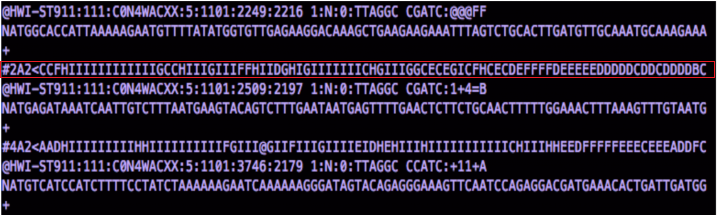 @HWI-ST911:111:C0N4WACXX:5:1101:2249:2216 1:N:0:TTAGGC CGATC:@@@FF
NATGGCACCATTAAAAAGAATGTTTTATATGGTGTTGAGAAGGACAAAGCTGAAGAAGAAATTTAGTCTGCACTTGATGTTGCAAATGCAAAGAAA
+
#2A2<CCFHIIIIIIIIIIIIGCCHIIIGIIIFFHIIDGHIGIIIIIIICHGIIIGGCECEGICFHCECDEFFFFDEEEEEDDDDDCDDCDDDDBC
@HWI-ST911:111:C0N4WACXX:5:1101:2509:2197 1:N:0:TTAGGC CGATC:1+4=B
NATGAGATAAATCAATTGTCTTTAATGAAGTACAGTCTTTGAATAATGAGTTTTGAACTCTTCTGCAACTTTTTGGAAACTTTAAAGTTTGTAATG
+
#4A2<AADHIIIIIIIIIHHIIIIIIIIIIFGIII@GIIFIIIGIIIIEIDHEHIIIHIIIIIIIIIIICHIIIHHEEDFFFFFEEECEEEADDFC
@HWI-ST911:111:C0N4WACXX:5:1101:3746:2179 1:N:0:TTAGGC CCATC:+11+A
NATGTCATCCATCTTTTCCTATCTAAAAAAGAATCAAAAAAGGGATAGTACAGAGGGAAAGTTCAATCCAGAGGACGATGAAACACTGATTGATGG
+